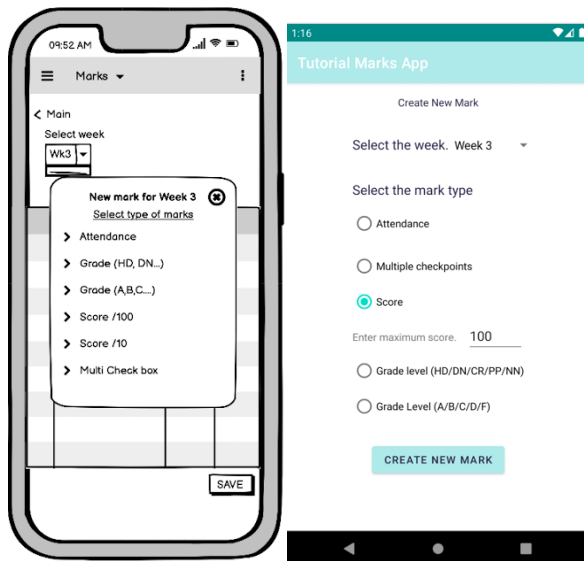 09:52 AM
Marks
Main
Select week
Wk3
New mark for Week 3
Select type of marks
Attendance
Grade (HD, DN...)
Grade (A,B,C....)
Score /100
Score /10
Multi Check box
SAVE
1:16
Tutorial Marks App
Create New Mark
Select the week. Week 3
Select the mark type
Attendance
Multiple checkpoints
Score
Enter maximum score. 100
Grade level (HD/DN/CR/PP/NN)
Grade Level (A/B/C/D/F)
CREATE NEW MARK